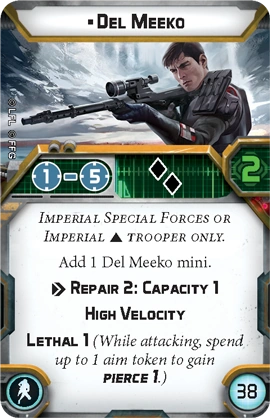 • DEL MEEKO
© LFL © FFG
1 - 5
2
IMPERIAL SPECIAL FORCES OR
IMPERIAL ▲ TROOPER ONLY.
Add 1 Del Meeko mini.
REPAIR 2: CAPACITY 1
HIGH VELOCITY
LETHAL 1 (While attacking, spend
up to 1 aim token to gain
PIERCE 1.)
38